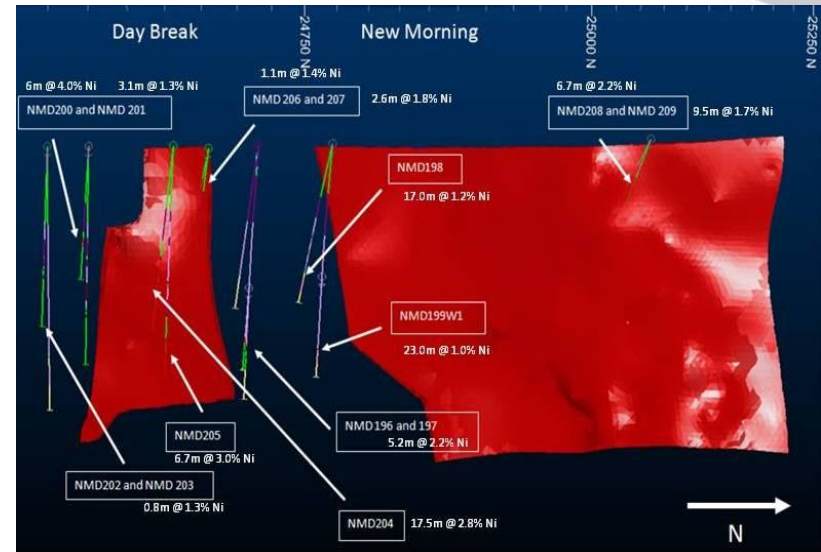 Day Break
New Morning
24750 N
25000 N
25250 N
6m @ 4.0% Ni
3.1m @ 1.3% Ni
NMD200 and NMD 201
1.1m @ 1.4% Ni
NMD 206 and 207
2.6m @ 1.8% Ni
6.7m @ 2.2% Ni
NMD208 and NMD 209
9.5m @ 1.7% Ni
NMD198
17.0m @ 1.2% Ni
NMD199W1
23.0m @ 1.0% Ni
NMD196 and 197
5.2m @ 2.2% Ni
NMD205
6.7m @ 3.0% Ni
NMD202 and NMD 203
0.8m @ 1.3% Ni
NMD204
17.5m @ 2.8% Ni
N